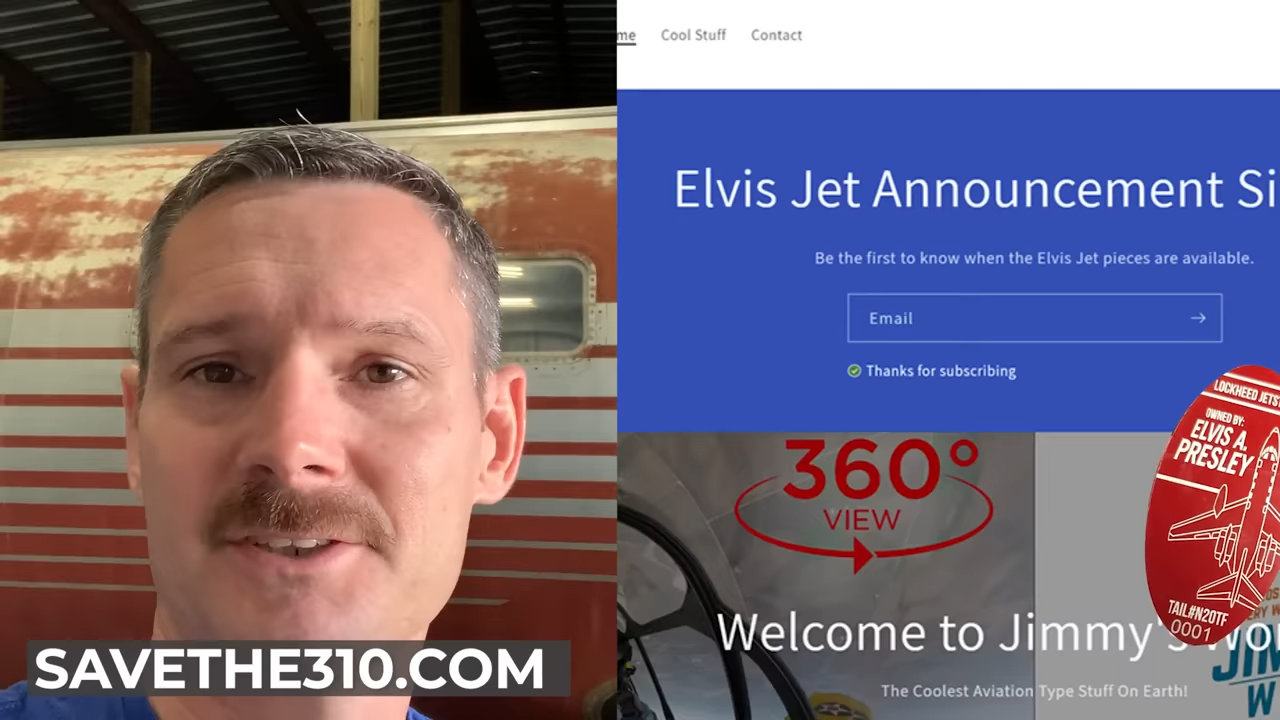 me Cool Stuff Contact
Elvis Jet Announcement Si
Be the first to know when the Elvis Jet pieces are available.
Email
Thanks for subscribing
LOCKHEED JETST
OWNED BY:
ELVIS A.
PRESLEY
TAIL#N20TF
0001
360°
VIEW
Welcome to Jimmy's Wor
The Coolest Aviation Type Stuff On Earth!
SAVETHE310.COM